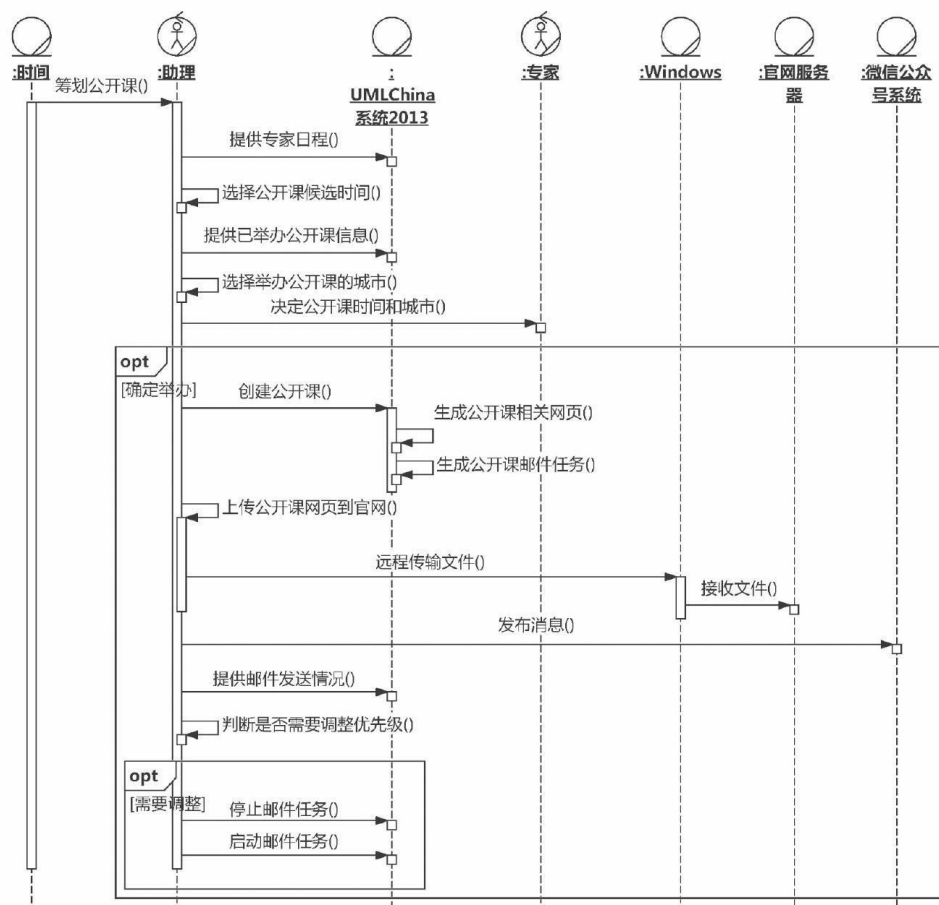 :时间
:助理
:
UMLChina
系统2013
:专家
:Windows
:官网服务
器
:微信公众
号系统
筹划公开课()
提供专家日程()
选择公开课候选时间()
提供已举办公开课信息()
选择举办公开课的城市()
决定公开课时间和城市()
opt
[确定举办]
创建公开课()
生成公开课相关网页()
生成公开课邮件任务()
上传公开课网页到官网()
远程传输文件()
接收文件()
发布消息()
提供邮件发送情况()
判断是否需要调整优先级()
opt
[需要调整]
停止邮件任务()
启动邮件任务()